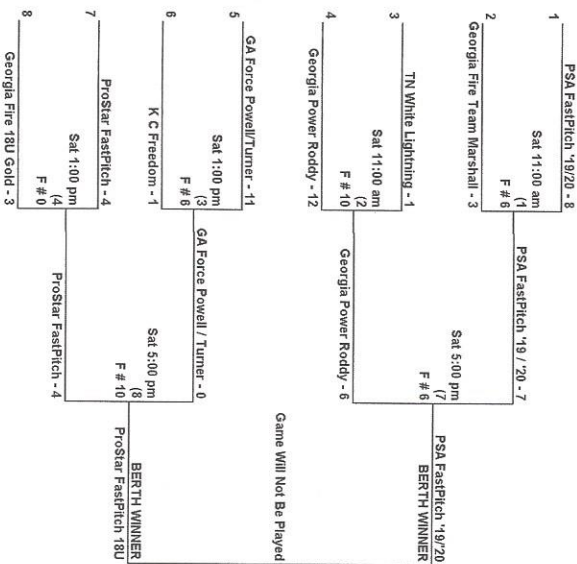 1
PSA FastPitch '19/20 - 8
Sat 11:00 am
(1
F # 6
2
Georgia Fire Team Marshall - 3
PSA FastPitch '19 / '20 - 7
3
TN White Lightning - 1
Sat 11:00 am
(2
F # 10
4
Georgia Power Roddy - 12
Georgia Power Roddy - 6
Sat 5:00 pm
(7
F # 6
PSA FastPitch '19/'20
BERTH WINNER
Game Will Not Be Played
5
GA Force Powell/Turner - 11
Sat 1:00 pm
(3
F # 6
6
K C Freedom - 1
GA Force Powell / Turner - 0
7
ProStar FastPitch - 4
Sat 1:00 pm
(4
F # 0
8
Georgia Fire 18U Gold - 3
ProStar FastPitch - 4
Sat 5:00 pm
(8
F # 10
BERTH WINNER
ProStar FastPitch 18U